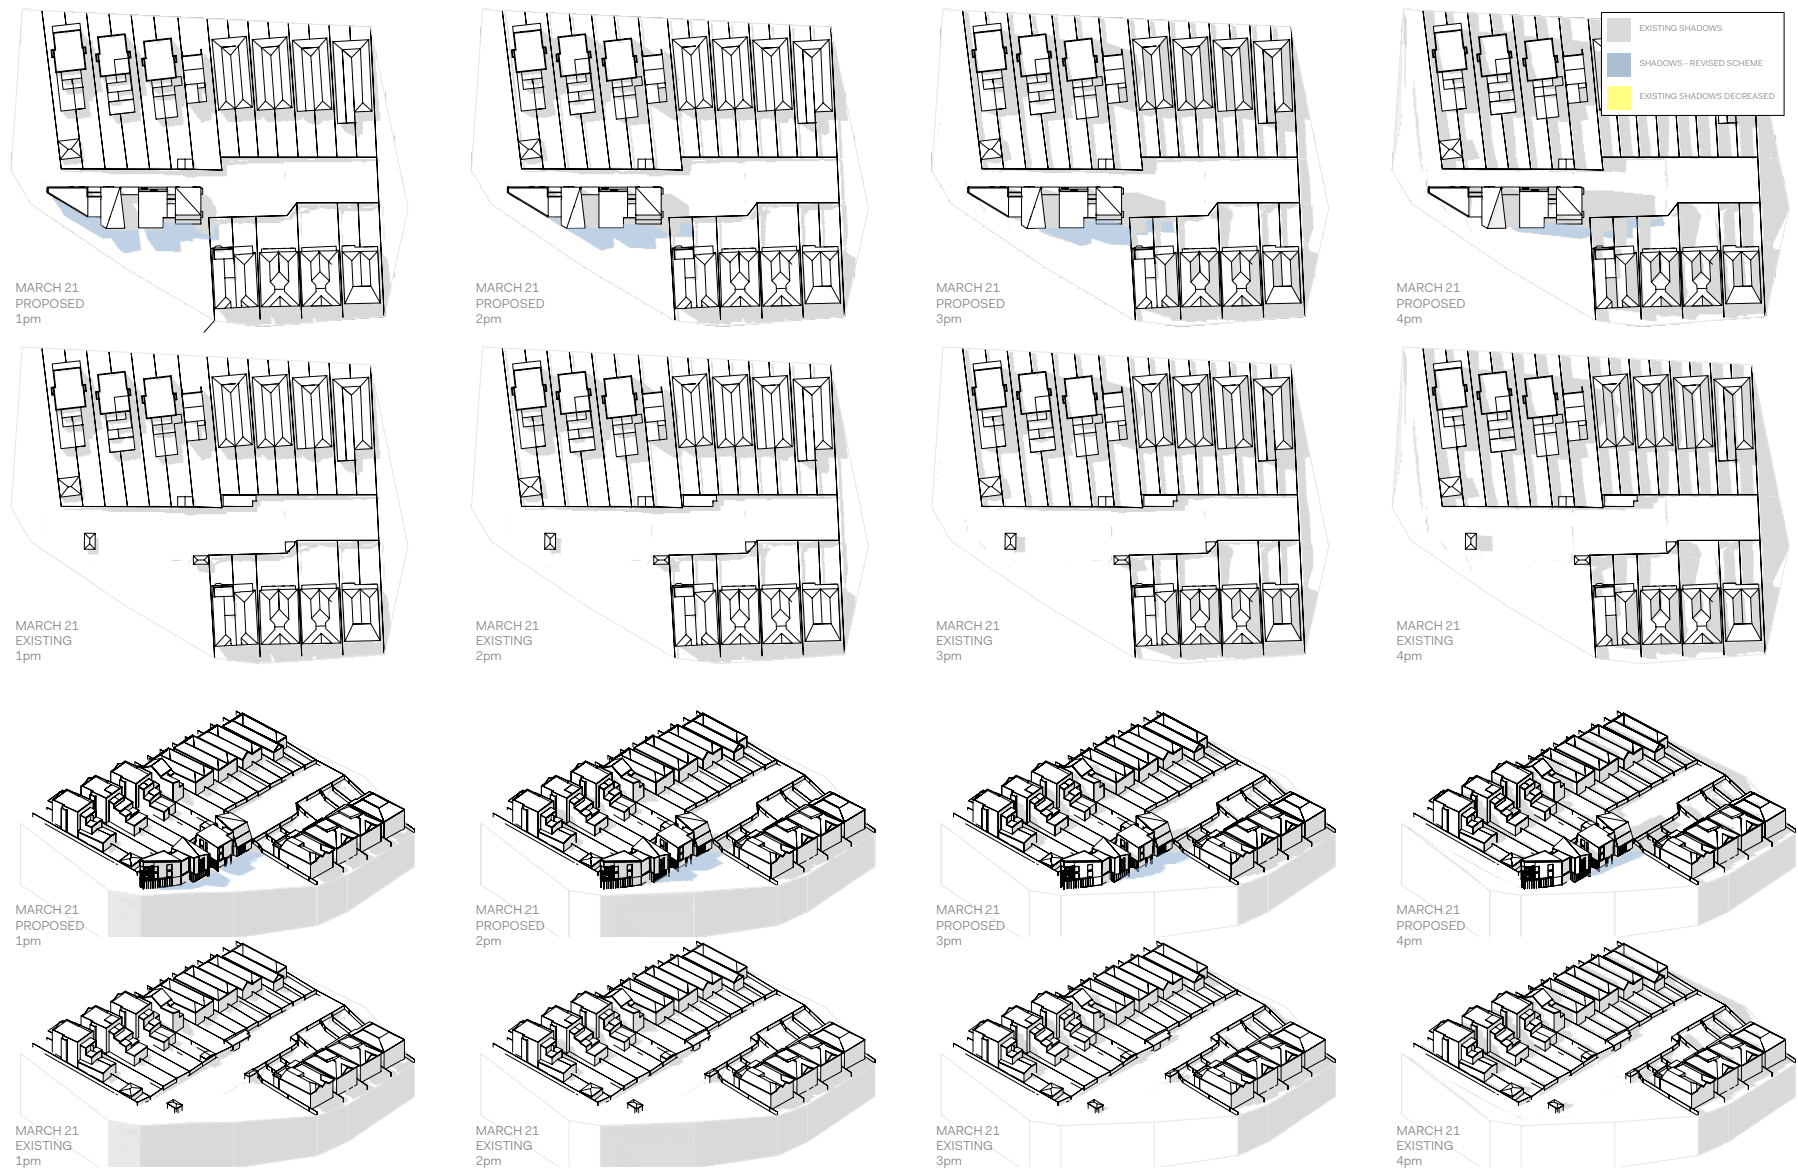 EXISTING SHADOWS
SHADOWS - REVISED SCHEME
EXISTING SHADOWS DECREASED
MARCH 21
PROPOSED
1pm
MARCH 21
PROPOSED
2pm
MARCH 21
PROPOSED
3pm
MARCH 21
PROPOSED
4pm
MARCH 21
EXISTING
1pm
MARCH 21
EXISTING
2pm
MARCH 21
EXISTING
3pm
MARCH 21
EXISTING
4pm
MARCH 21
PROPOSED
1pm
MARCH 21
PROPOSED
2pm
MARCH 21
PROPOSED
3pm
MARCH 21
PROPOSED
4pm
MARCH 21
EXISTING
1pm
MARCH 21
EXISTING
2pm
MARCH 21
EXISTING
3pm
MARCH 21
EXISTING
4pm